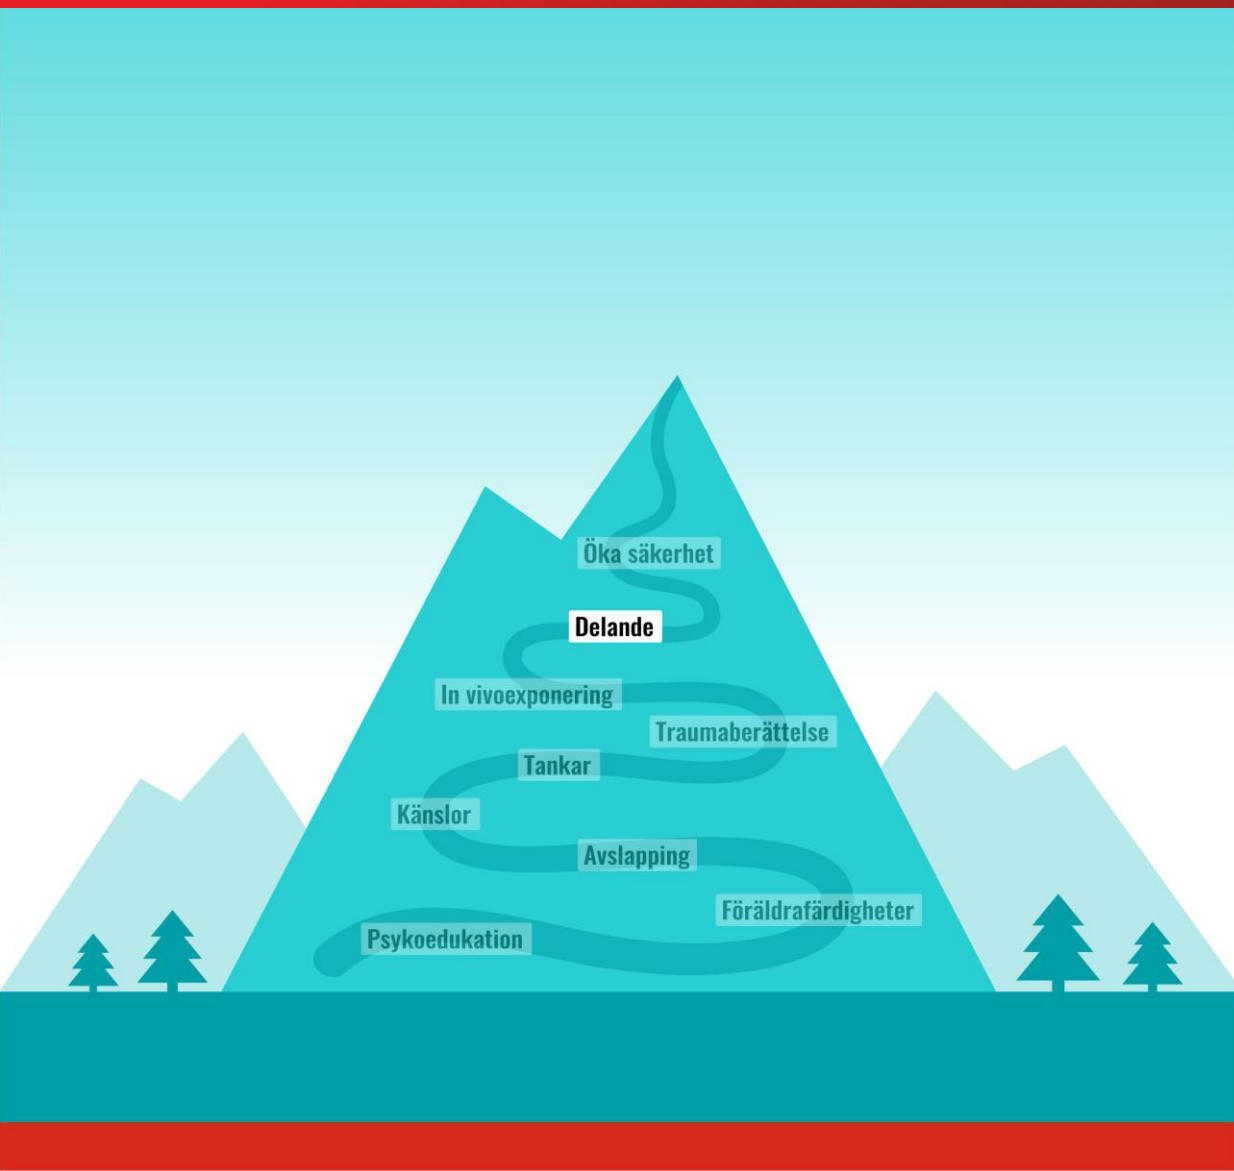 Öka säkerhet
Delande
In vivoexponering
Traumaberättelse
Tankar
Känslor
Avslapping
Föräldrafärdigheter
Psykoedukation